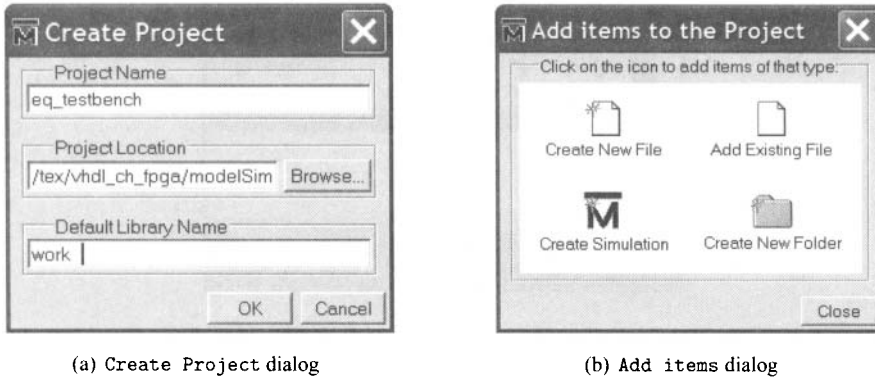 Create Project
Project Name
eq_testbench
Project Location
/tex/vhdl_ch_fpga/modelSim
Browse...
Default Library Name
work
OK
Cancel
(a) Create Project dialog
Add items to the Project
Click on the icon to add items of that type:
Create New File
Add Existing File
Create Simulation
Create New Folder
Close
(b) Add items dialog